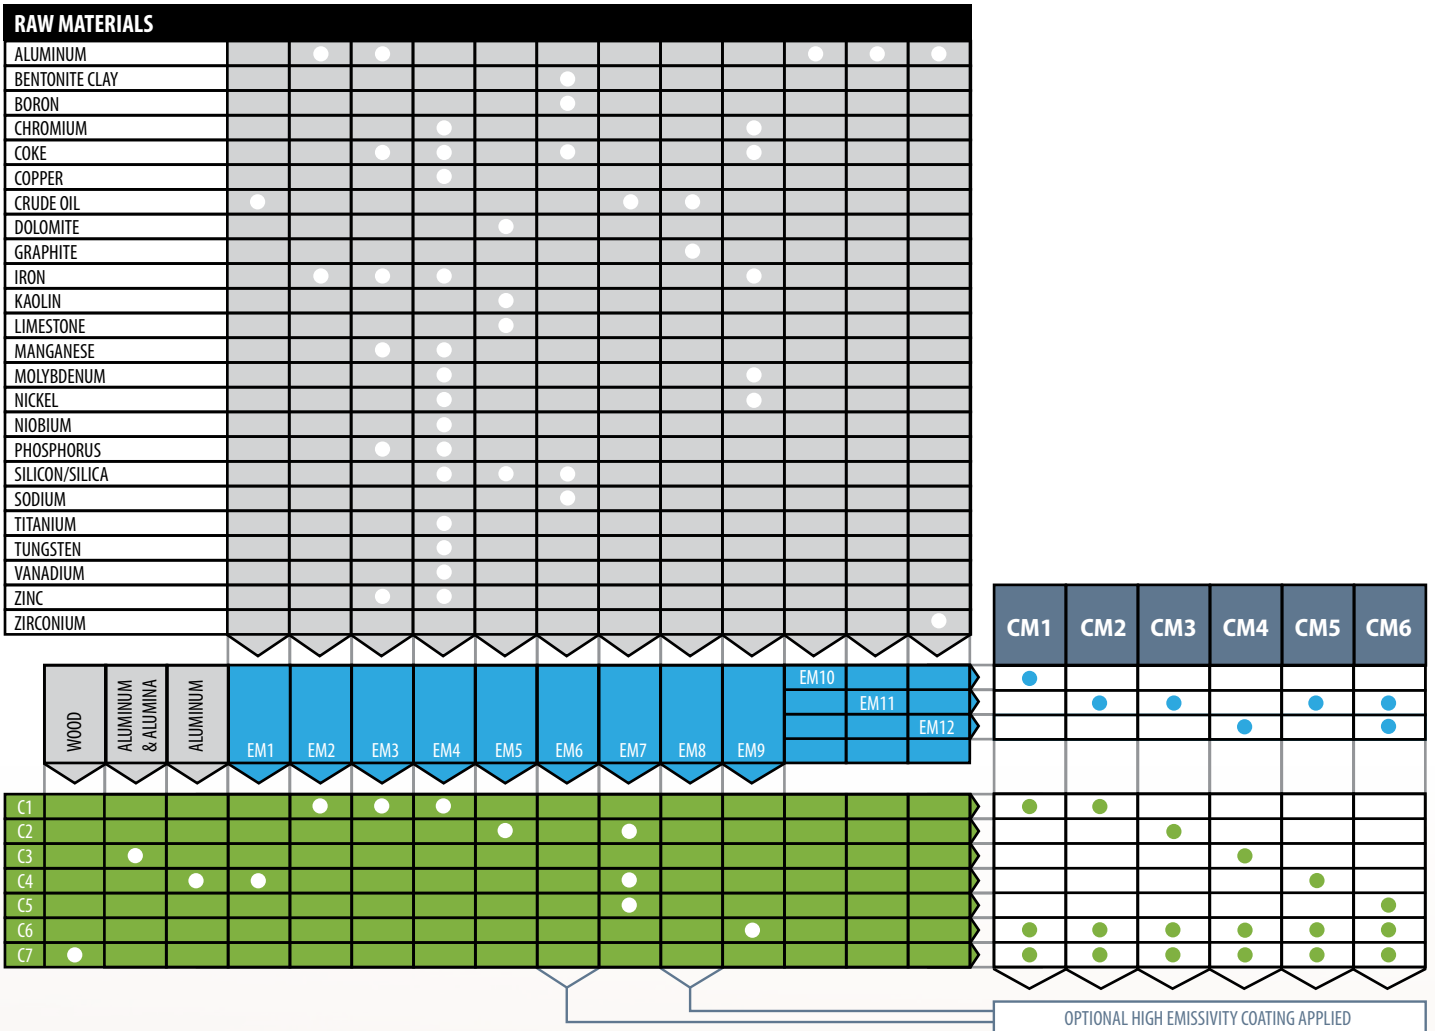 RAW MATERIALS
ALUMINUM
BENTONITE CLAY
BORON
CHROMIUM
COKE
COPPER
CRUDE OIL
DOLOMITE
GRAPHITE
IRON
KAOLIN
LIMESTONE
MANGANESE
MOLYBDENUM
NICKEL
NIOBIUM
PHOSPHORUS
SILICON/SILICA
SODIUM
TITANIUM
TUNGSTEN
VANADIUM
ZINC
ZIRCONIUM
CM1 CM2 CM3 CM4 CM5 CM6
WOOD
ALUMINUM
& ALUMINA
ALUMINUM
EM1 EM2 EM3 EM4 EM5 EM6 EM7 EM8 EM9
EM10
EM11
EM12
C1
C2
C3
C4
C5
C6
C7
OPTIONAL HIGH EMISSIVITY COATING APPLIED